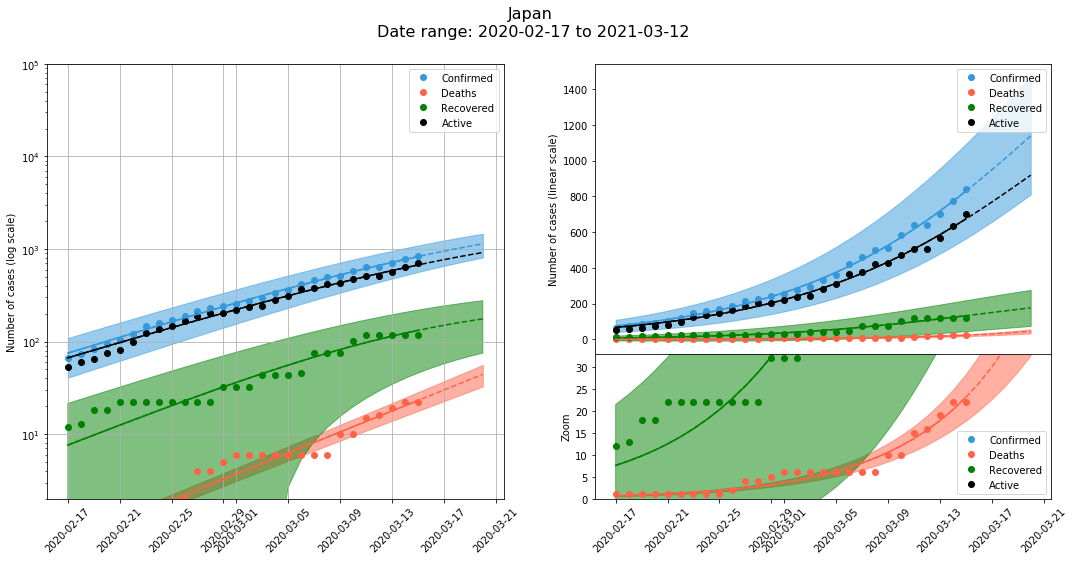 Japan
Date range: 2020-02-17 to 2021-03-12
Number of cases (log scale)
10^5
10^4
10^3
10^2
10^1
Confirmed
Deaths
Recovered
Active
2020-02-17
2020-02-21
2020-02-25
2020-02-29
2020-03-01
2020-03-05
2020-03-09
2020-03-13
2020-03-17
2020-03-21
Number of cases (linear scale)
1400
1200
1000
800
600
400
200
0
Confirmed
Deaths
Recovered
Active
Zoom
30
25
20
15
10
5
0
Confirmed
Deaths
Recovered
Active
2020-02-17
2020-02-21
2020-02-25
2020-02-29
2020-03-01
2020-03-05
2020-03-09
2020-03-13
2020-03-17
2020-03-21